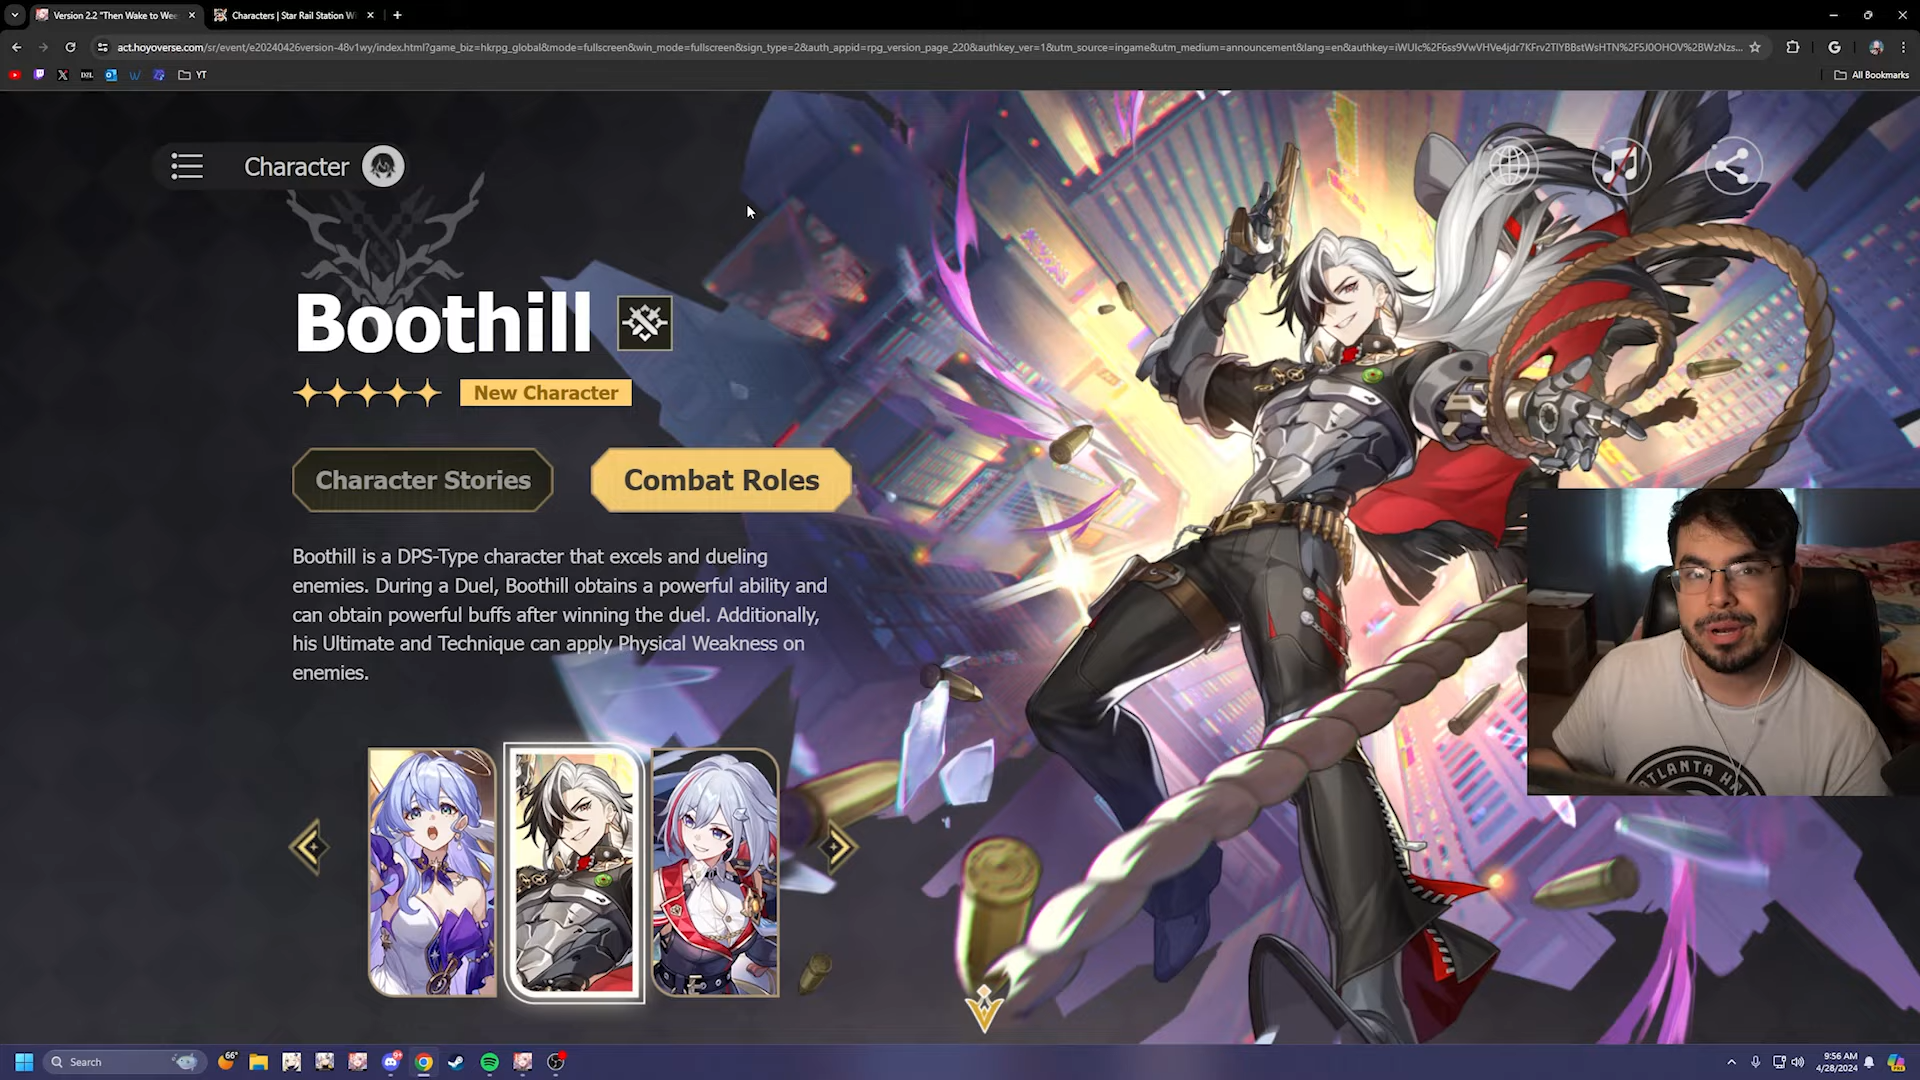 Version 2.2 "Then Wake to Wee
Characters | Star Rail Station Wi
act.hoyoverse.com/sr/event/e20240426version-48v1wy/index.html?game_biz=hkrpg_global&mode=fullscreen&win_mode=fullscreen&sign_type=2&auth_appid=rpg_version_page_220&authkey_ver=1&utm_source=ingame&utm_medium=announcement&lang=en&authkey=
YT
All Bookmarks
Character
Boothill
New Character
Character Stories
Combat Roles
Boothill is a DPS-Type character that excels and dueling
enemies. During a Duel, Boothill obtains a powerful ability and
can obtain powerful buffs after winning the duel. Additionally,
his Ultimate and Technique can apply Physical Weakness on
enemies.
ATLANTA
Search
66°
9:56 AM
4/28/2024